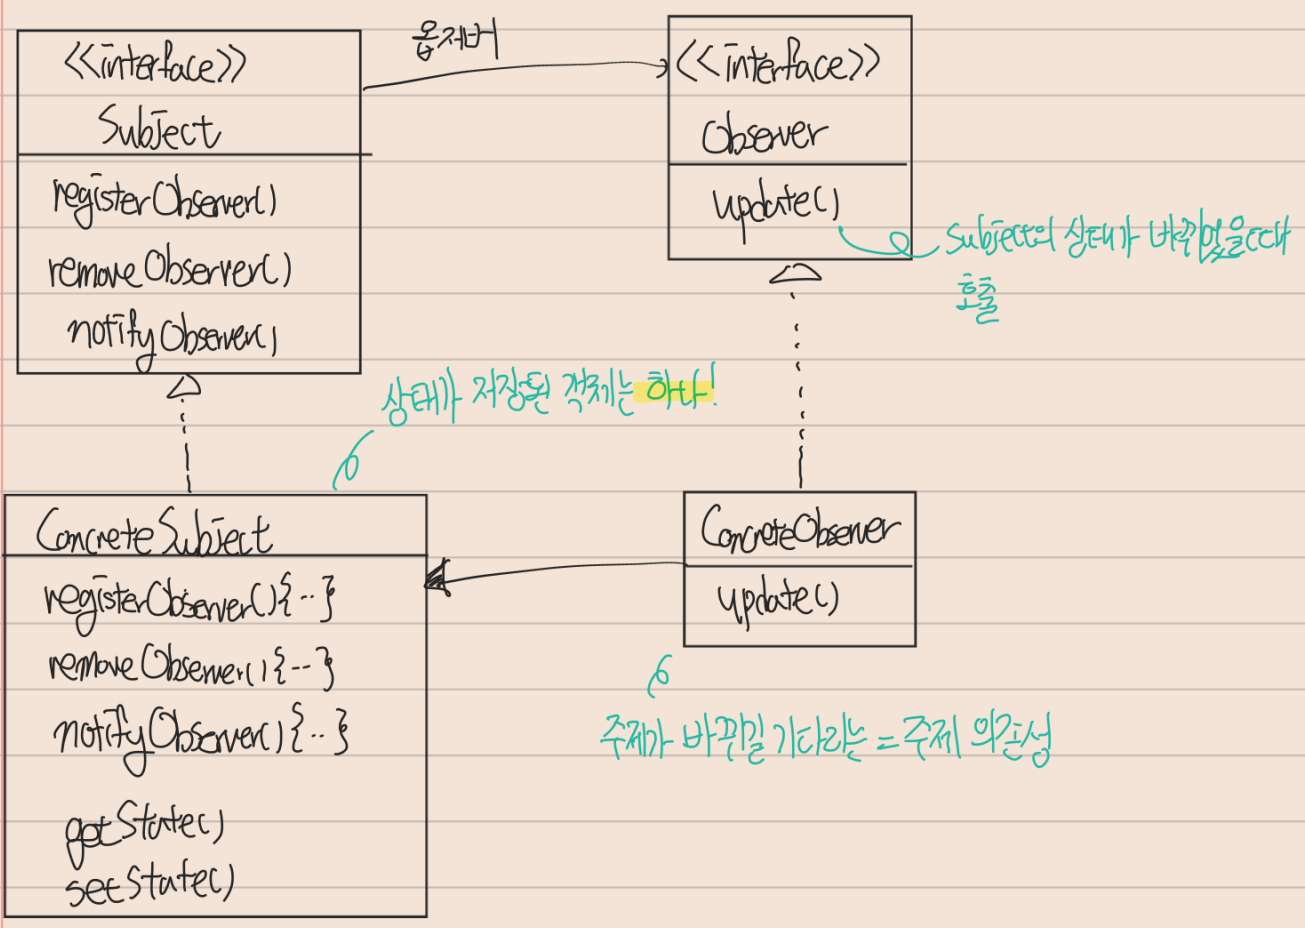 <<interface>>
Subject
registerObserver()
removeObserver()
notifyObserver()
옵저버
<<interface>>
Observer
update()
Subject의 상태가 바뀌었을때마다
호출
상태가 저장된 객체는 하나!
ConcreteSubject
registerObserver(){--}
removeObserver(){--}
notifyObserver(){--}
getState()
setState()
ConcreteObserver
update()
주제가 바뀌길 기다리는 = 주제 의존성